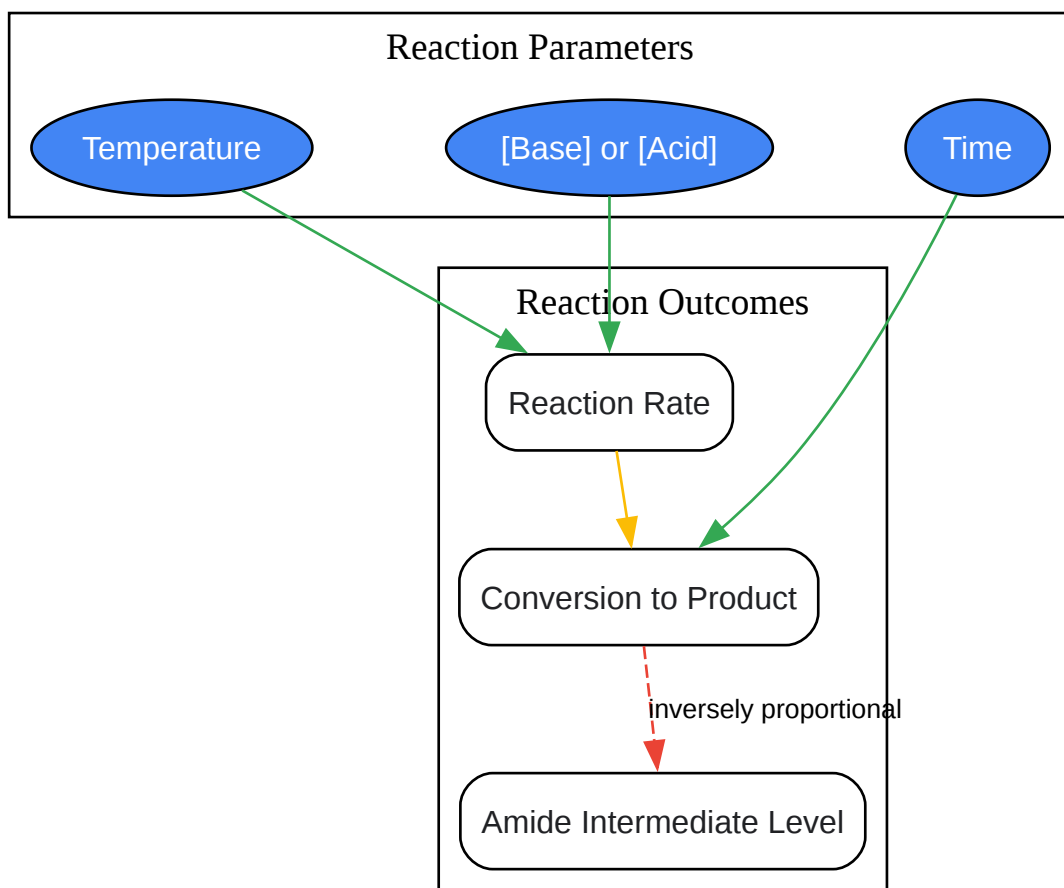 Reaction Parameters
Temperature
[Base] or [Acid]
Time
Reaction Outcomes
Reaction Rate
Conversion to Product
inversely proportional
Amide Intermediate Level